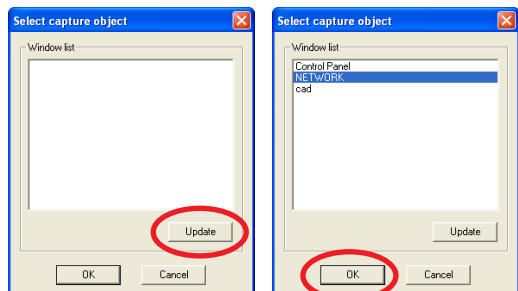 Select capture object
Window list
Update
OK Cancel
Select capture object
Window list
Control Panel
NETWORK
cad
Update
OK Cancel